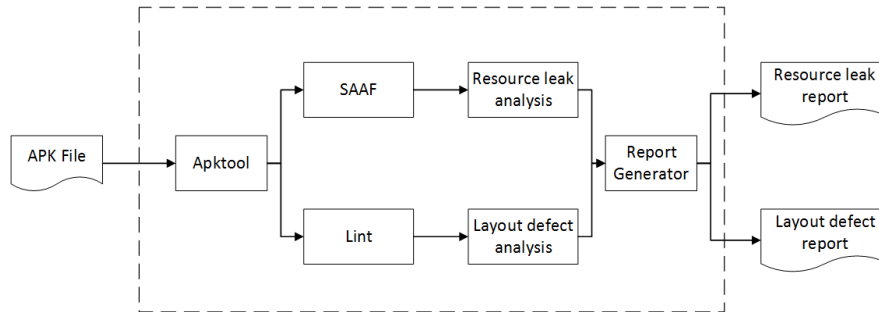 APK File
Apktool
SAAF
Resource leak
analysis
Lint
Layout defect
analysis
Report
Generator
Resource leak
report
Layout defect
report